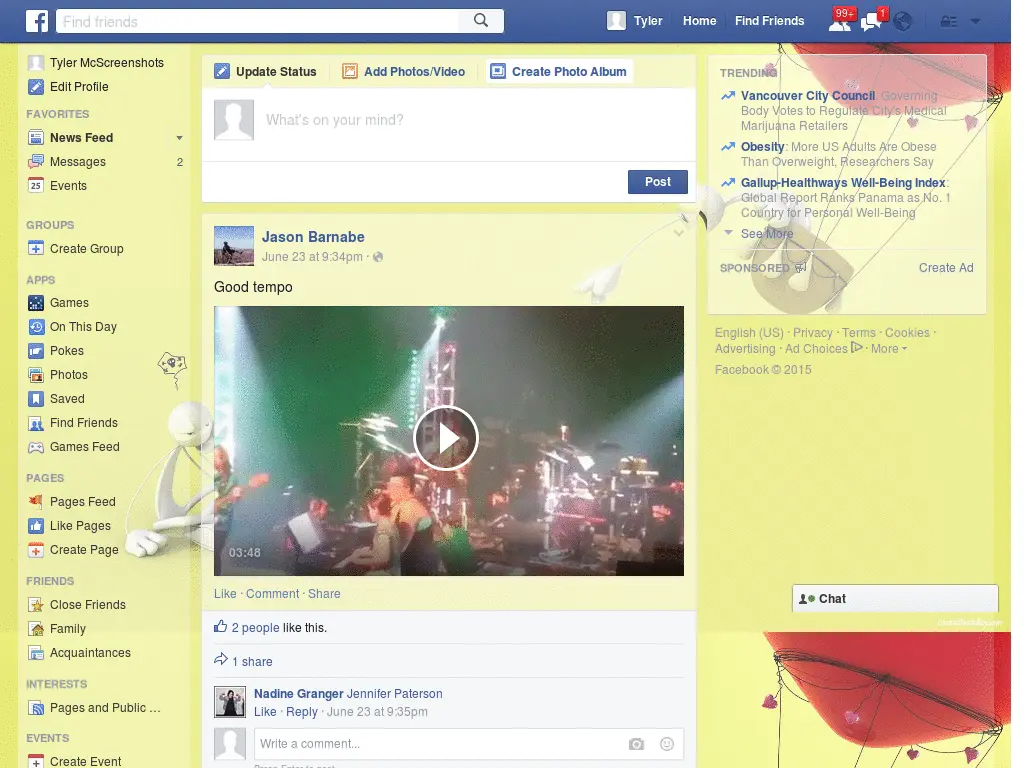 Find friends
Tyler
Home
Find Friends
99+
1
Tyler McScreenshots
Edit Profile
FAVORITES
News Feed
Messages
2
25
Events
GROUPS
Create Group
APPS
Games
On This Day
Pokes
Photos
Saved
Find Friends
Games Feed
PAGES
Pages Feed
Like Pages
Create Page
FRIENDS
Close Friends
Family
Acquaintances
INTERESTS
Pages and Public ...
EVENTS
Create Event
Update Status
Add Photos/Video
Create Photo Album
What's on your mind?
Post
Jason Barnabe
June 23 at 9:34pm ·
Good tempo
03:48
Like · Comment · Share
2 people like this.
1 share
Nadine Granger Jennifer Paterson
Like · Reply · June 23 at 9:35pm
Write a comment...
Press Enter to post.
TRENDING
Vancouver City Council: Governing
Body Votes to Regulate City's Medical
Marijuana Retailers
Obesity: More US Adults Are Obese
Than Overweight, Researchers Say
Gallup-Healthways Well-Being Index:
Global Report Ranks Panama as No. 1
Country for Personal Well-Being
See More
SPONSORED
Create Ad
English (US) · Privacy · Terms · Cookies ·
Advertising · Ad Choices · More
Facebook © 2015
Chat